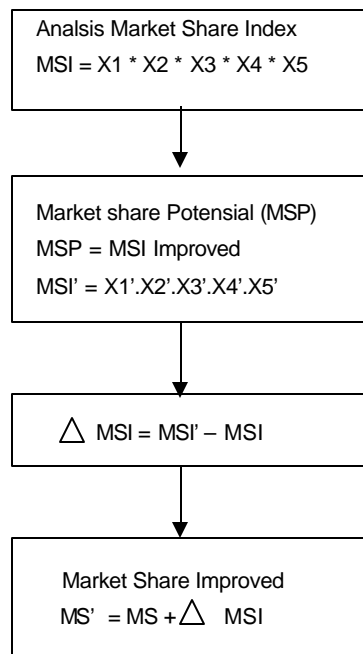 Analsis Market Share Index
MSI = X1 * X2 * X3 * X4 * X5
Market share Potensial (MSP)
MSP = MSI Improved
MSI’ = X1’.X2’.X3’.X4’.X5’
△ MSI = MSI’ – MSI
Market Share Improved
MS’ = MS + △ MSI